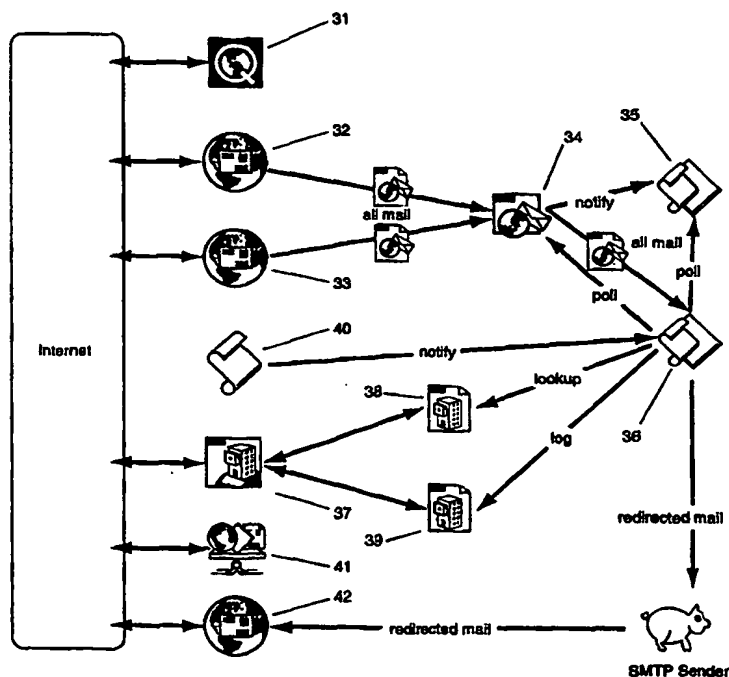 31
32
34
35
notify
all mail
all mail
33
poll
poll
Internet
40
notify
38
lookup
36
log
37
39
redirected mail
41
42
redirected mail
SMTP Sender